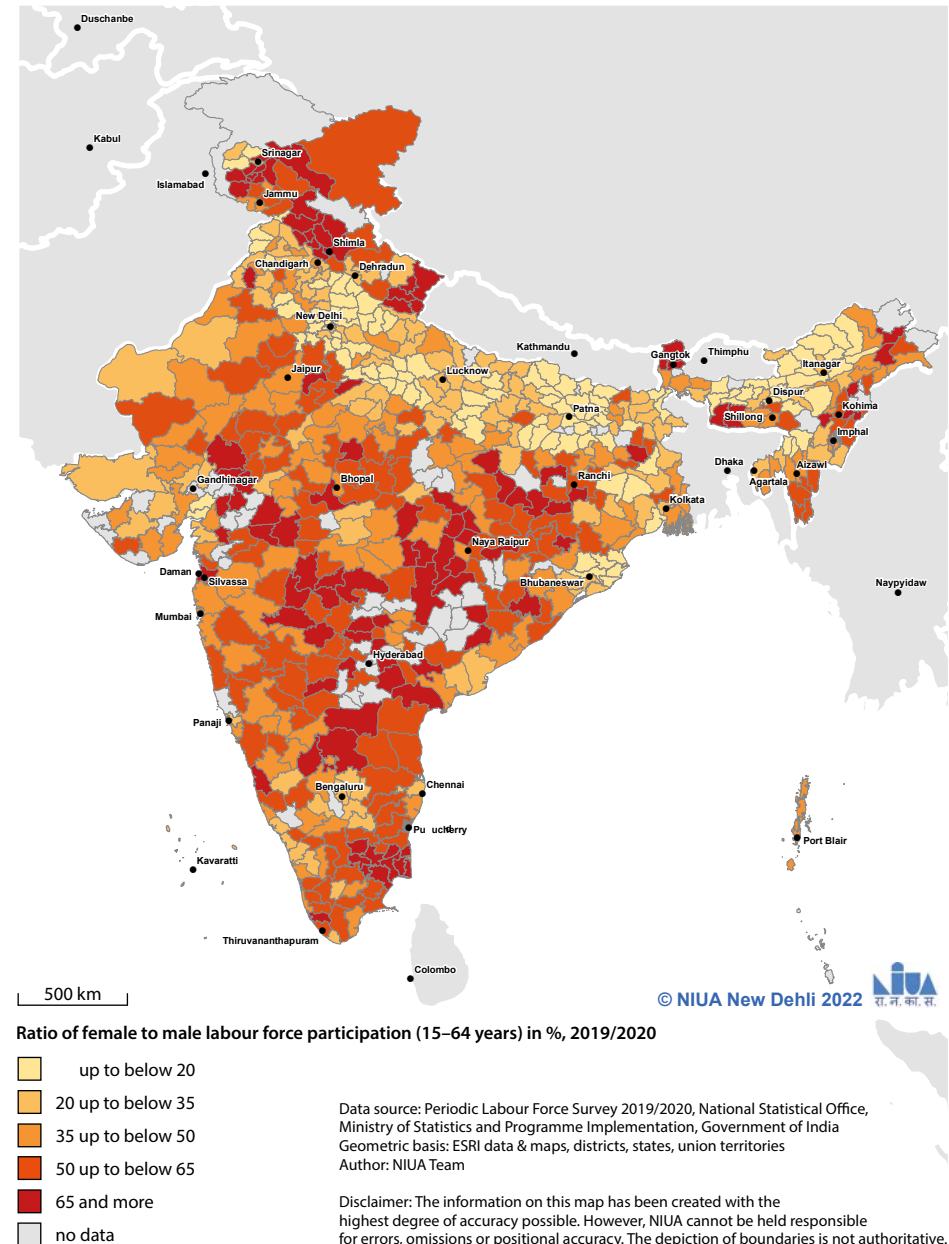 Duschanbe
Kabul
Srinagar
Islamabad
Jammu
Shimla
Chandigarh
Dehradun
New Delhi
Kathmandu
Gangtok
Thimphu
Itanagar
Jaipur
Lucknow
Dispur
Patna
Shillong
Kohima
Imphal
Dhaka
Aizawl
Agartala
Gandhinagar
Bhopal
Ranchi
Kolkata
Naya Raipur
Daman
Silvassa
Bhubaneswar
Naypyidaw
Mumbai
Hyderabad
Panaji
Bengaluru
Chennai
Pu ucherry
Port Blair
Kavaratti
Thiruvananthapuram
Colombo
500 km
NIUA
रा.न.का.सं.
© NIUA New Dehli 2022
Ratio of female to male labour force participation (15–64 years) in %, 2019/2020
up to below 20
20 up to below 35
35 up to below 50
50 up to below 65
65 and more
no data
Data source: Periodic Labour Force Survey 2019/2020, National Statistical Office,
Ministry of Statistics and Programme Implementation, Government of India
Geometric basis: ESRI data & maps, districts, states, union territories
Author: NIUA Team
Disclaimer: The information on this map has been created with the
highest degree of accuracy possible. However, NIUA cannot be held responsible
for errors, omissions or positional accuracy. The depiction of boundaries is not authoritative.